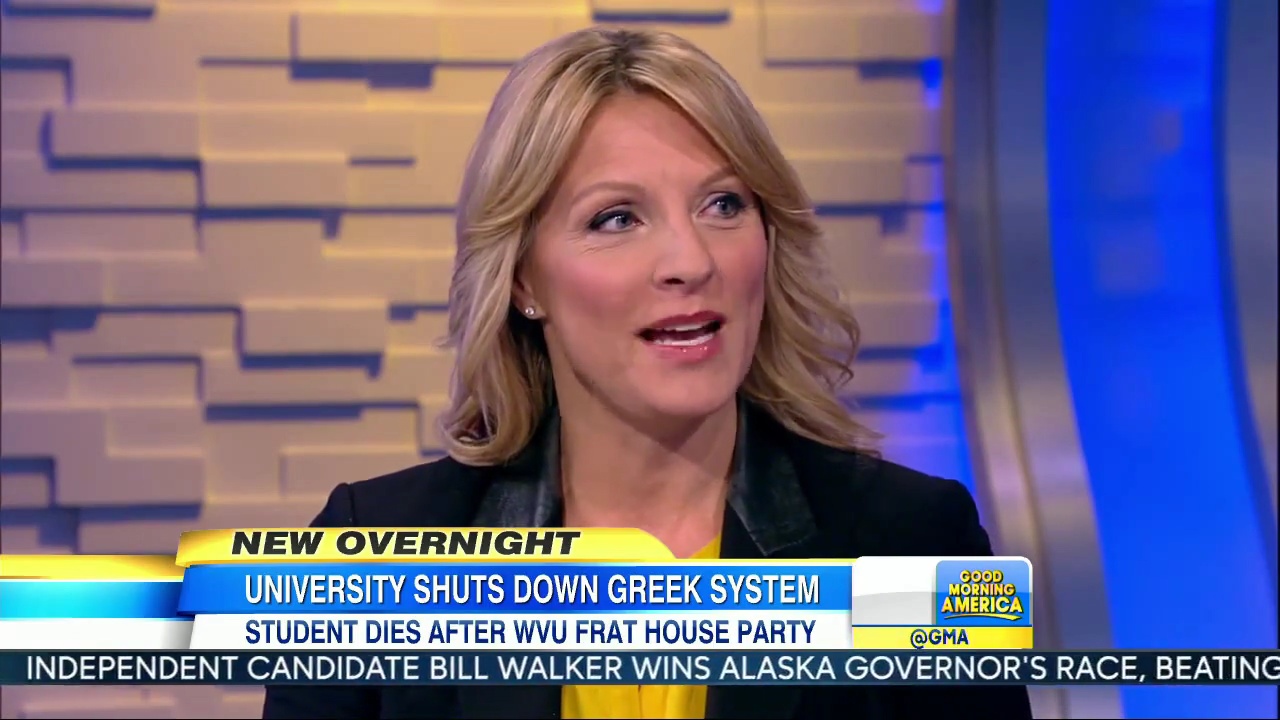 NEW OVERNIGHT
UNIVERSITY SHUTS DOWN GREEK SYSTEM
STUDENT DIES AFTER WVU FRAT HOUSE PARTY
GOOD
MORNING
AMERICA
@GMA
INDEPENDENT CANDIDATE BILL WALKER WINS ALASKA GOVERNOR'S RACE, BEATING